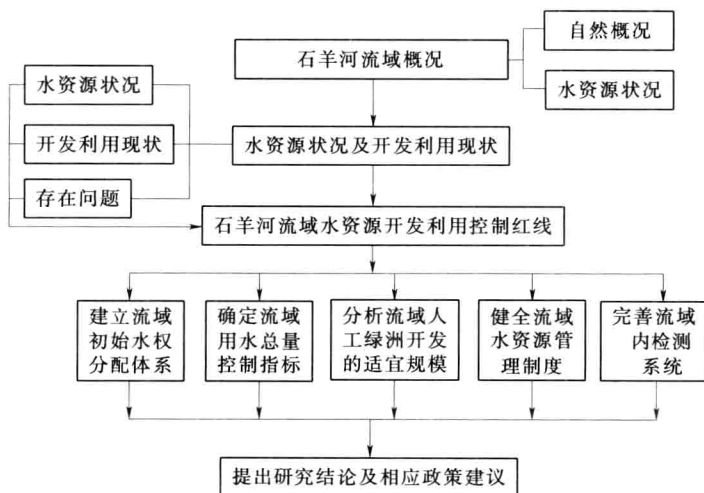 自然概况
石羊河流域概况
水资源状况
水资源状况
开发利用现状
水资源状况及开发利用现状
存在问题
石羊河流域水资源开发利用控制红线
建立流域
初始水权
分配体系
确定流域
用水总量
控制指标
分析流域人
工绿洲开发
的适宜规模
健全流域
水资源管
理制度
完善流域
内检测
系统
提出研究结论及相应政策建议